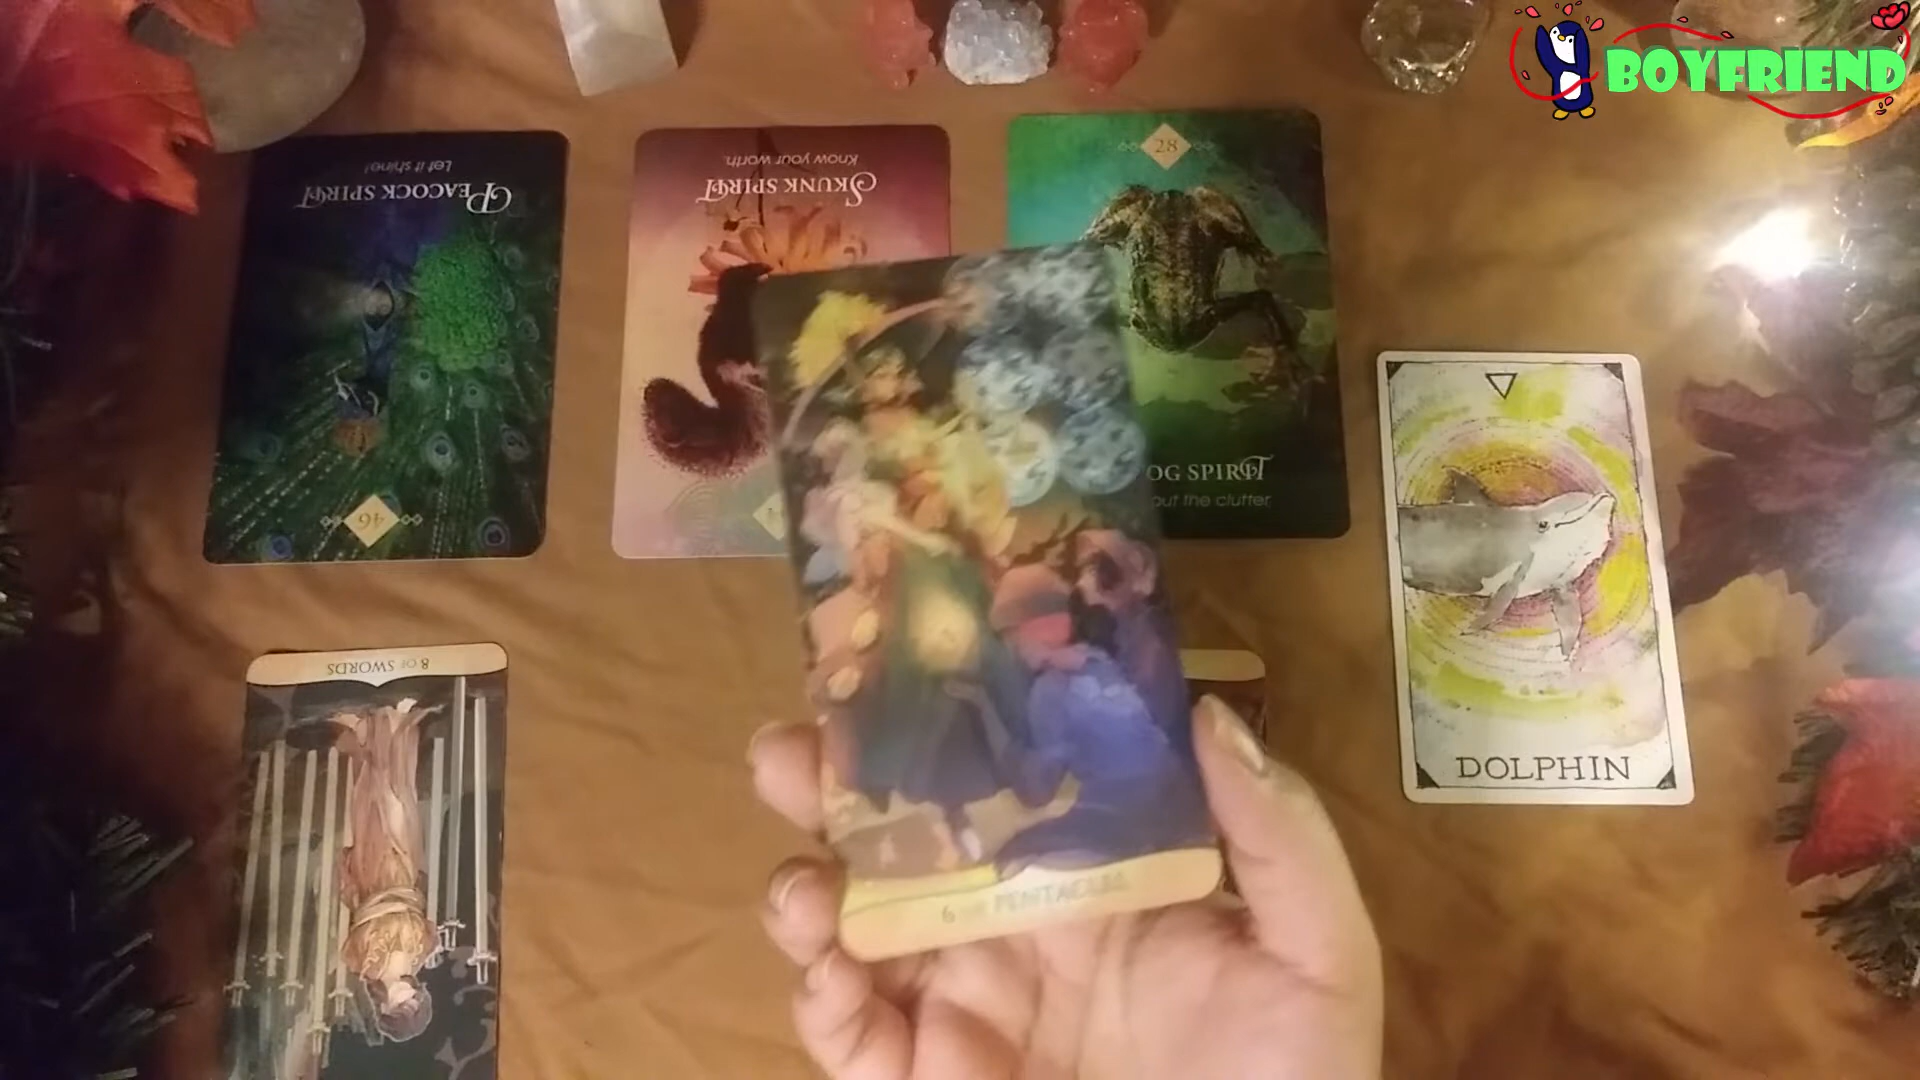 BOYFRIEND
Let it shine!
PEACOCK SPIRIT
46
Know your worth.
SKUNK SPIRIT
28
OG SPIRIT
out the clutter
8 OF SWORDS
6 OF PENTACLES
DOLPHIN